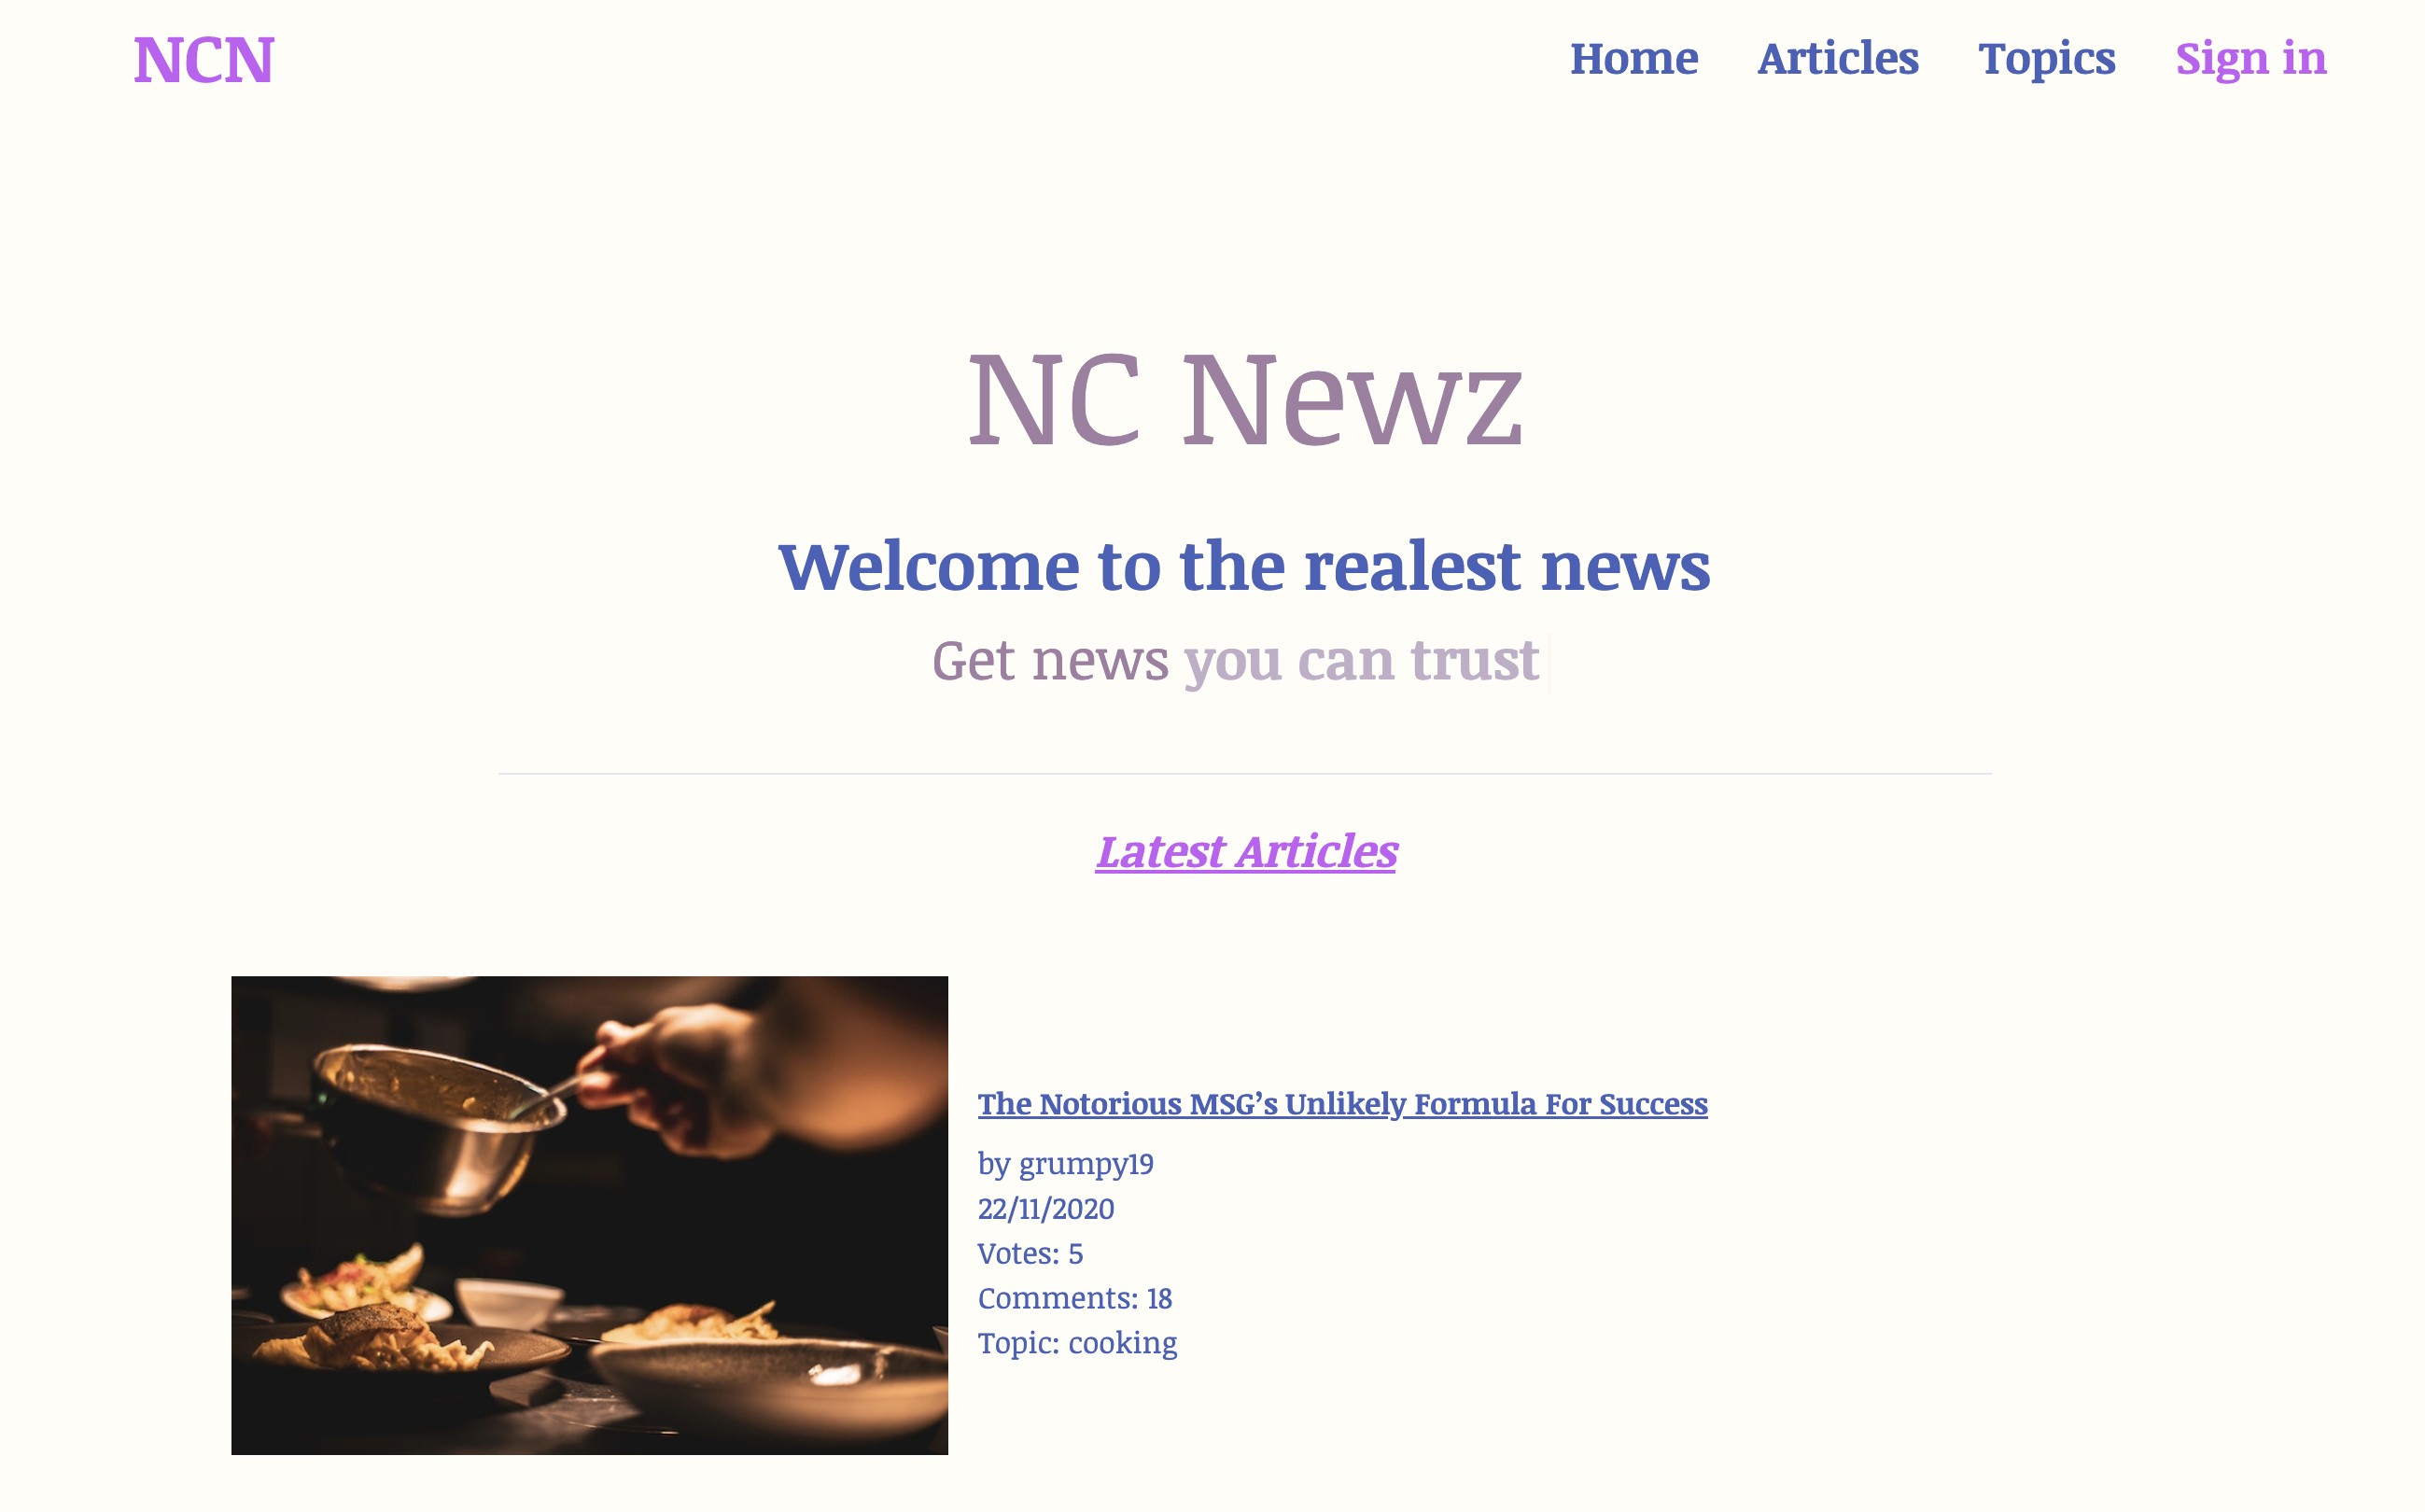 NCN
Home Articles Topics Sign in
NC Newz
Welcome to the realest news
Get news you can trust
Latest Articles
The Notorious MSG’s Unlikely Formula For Success
by grumpy19
22/11/2020
Votes: 5
Comments: 18
Topic: cooking